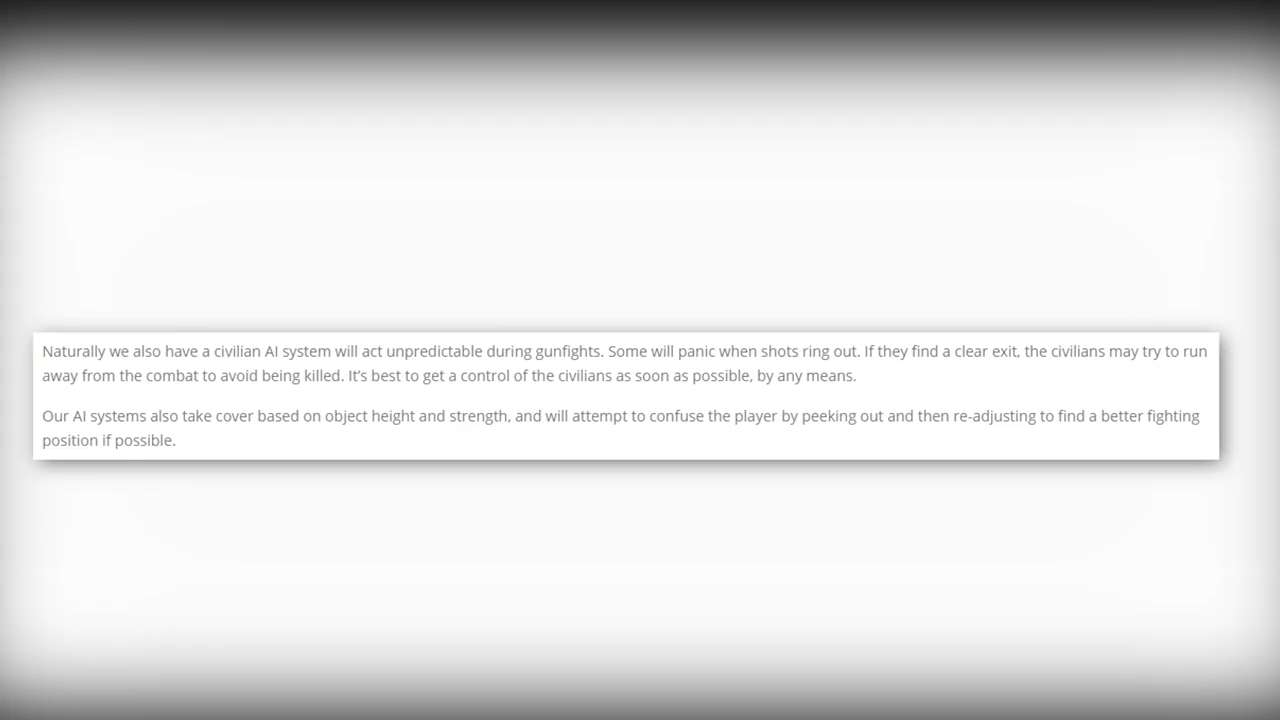 Naturally we also have a civilian AI system will act unpredictable during gunfights. Some will panic when shots ring out. If they find a clear exit, the civilians may try to run
away from the combat to avoid being killed. It's best to get a control of the civilians as soon as possible, by any means.
Our AI systems also take cover based on object height and strength, and will attempt to confuse the player by peeking out and then re-adjusting to find a better fighting
position if possible.